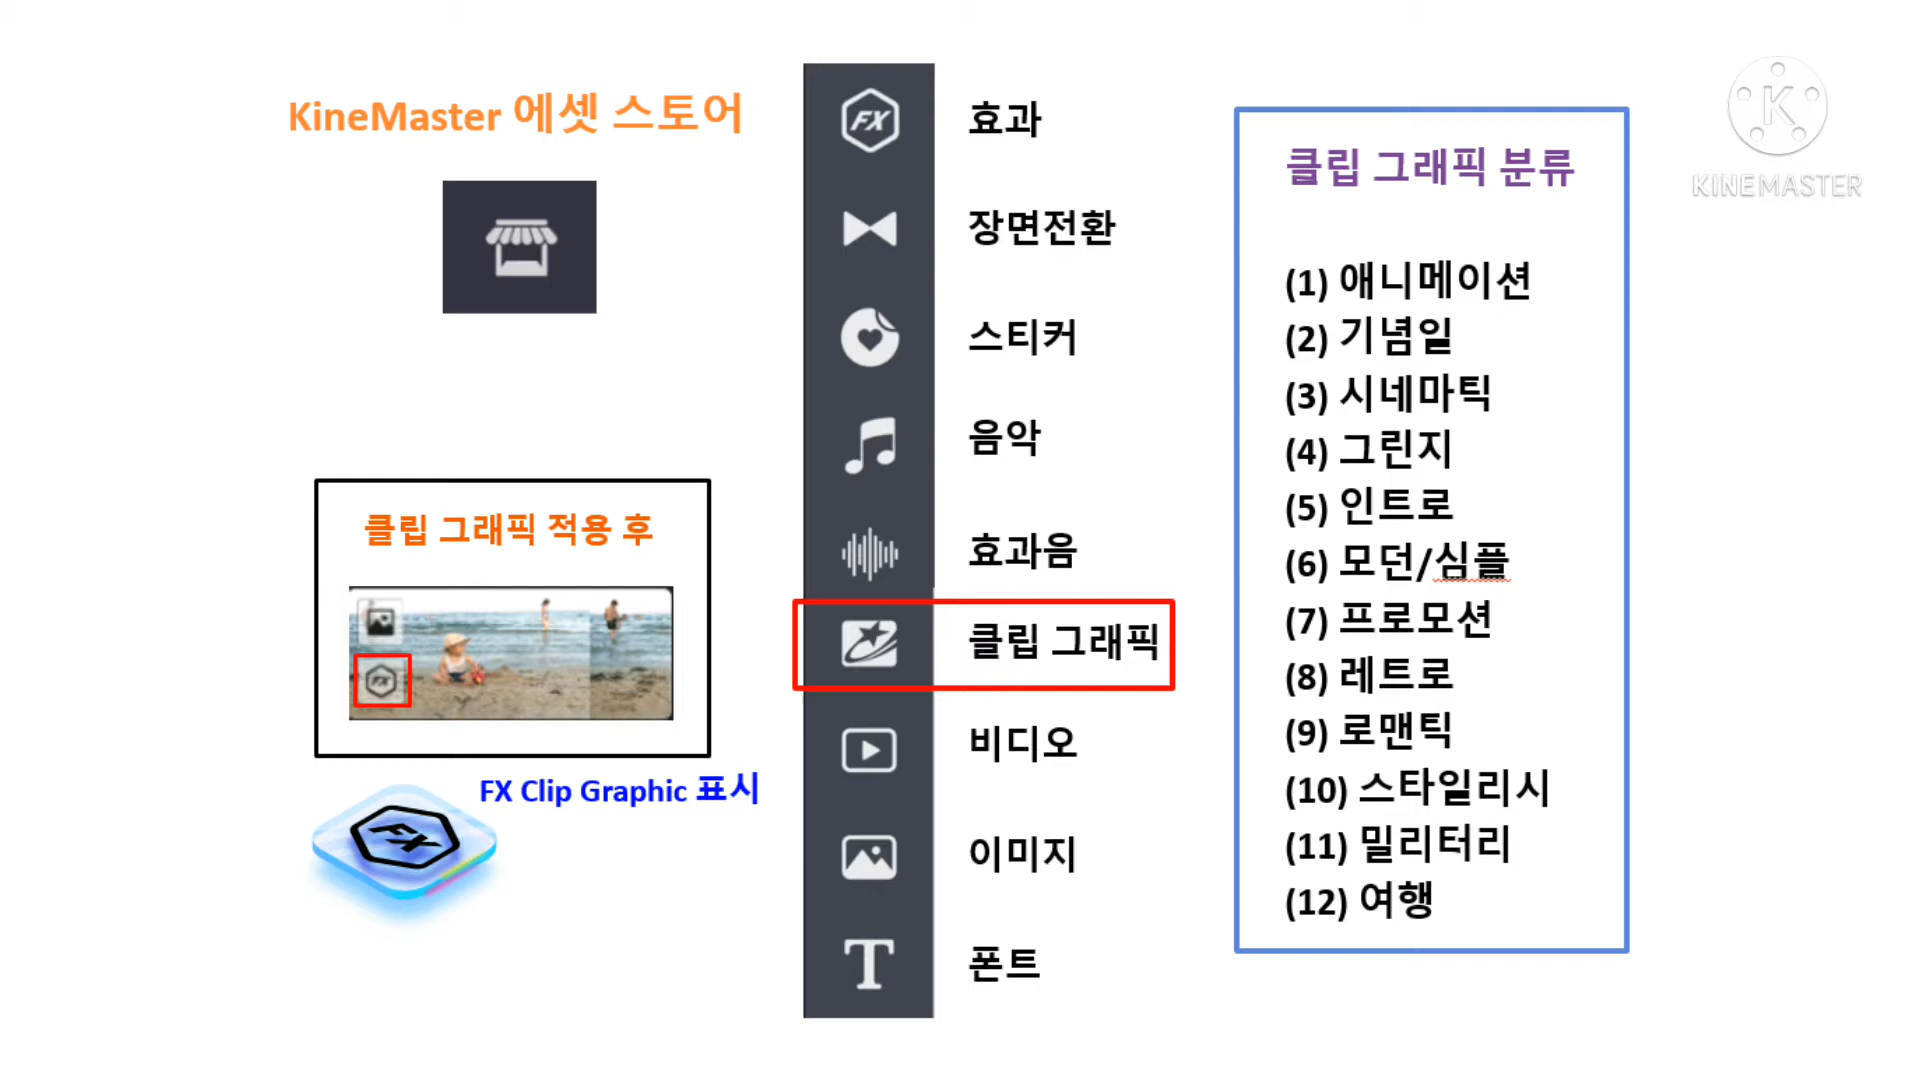 KineMaster 에셋 스토어
클립 그래픽 적용 후
FX
FX Clip Graphic 표시
FX
FX
효과
장면전환
스티커
음악
효과음
클립 그래픽
비디오
이미지
T
폰트
클립 그래픽 분류
(1) 애니메이션
(2) 기념일
(3) 시네마틱
(4) 그린지
(5) 인트로
(6) 모던/심플
(7) 프로모션
(8) 레트로
(9) 로맨틱
(10) 스타일리시
(11) 밀리터리
(12) 여행
K
KINEMASTER